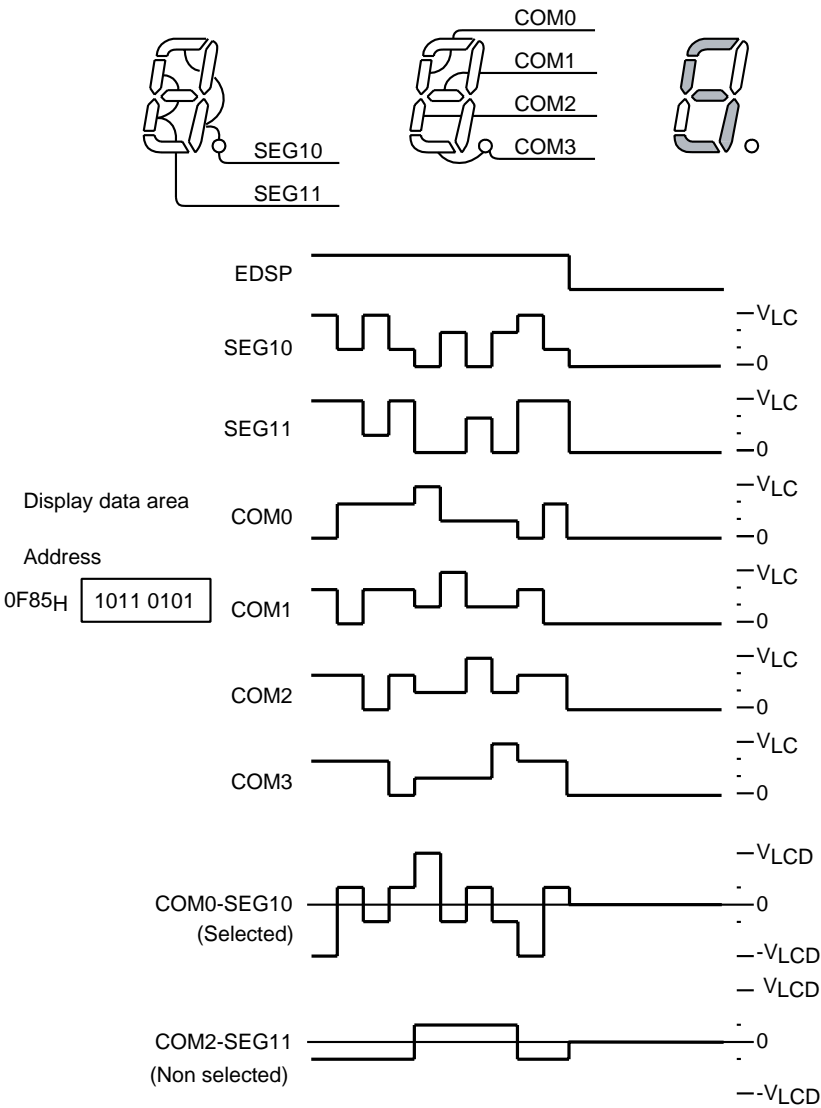 COM0
COM1
COM2
COM3
SEG10
SEG11
EDSP
SEG10
VLC
0
SEG11
VLC
0
Display data area
COM0
VLC
0
Address
0F85H
1011 0101
COM1
VLC
0
COM2
VLC
0
COM3
VLC
0
COM0-SEG10
(Selected)
VLCD
0
-VLCD
COM2-SEG11
(Non selected)
VLCD
0
-VLCD